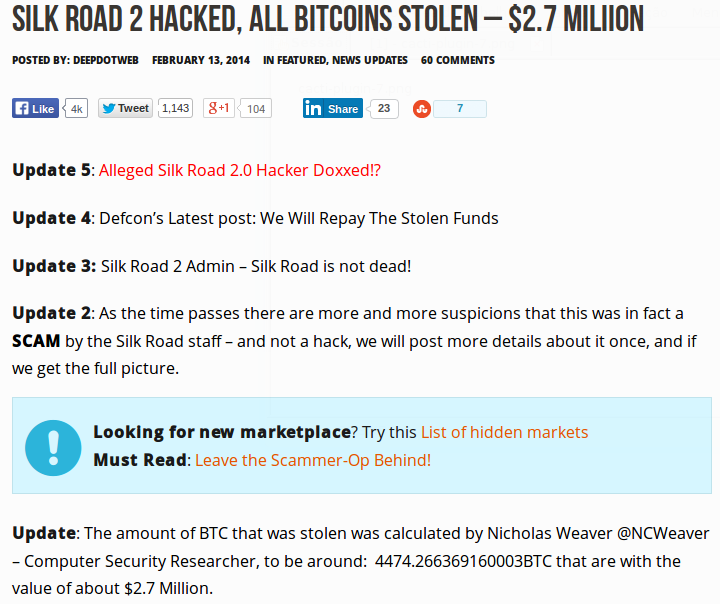 SILK ROAD 2 HACKED, ALL BITCOINS STOLEN – $2.7 MILIION
POSTED BY: DEEPDOTWEB FEBRUARY 13, 2014 IN FEATURED, NEWS UPDATES 60 COMMENTS
f Like 4k Tweet 1,143 g+1 104 in Share 23 7
Update 5: Alleged Silk Road 2.0 Hacker Doxxed!?
Update 4: Defcon's Latest post: We Will Repay The Stolen Funds
Update 3: Silk Road 2 Admin – Silk Road is not dead!
Update 2: As the time passes there are more and more suspicions that this was in fact a
SCAM by the Silk Road staff – and not a hack, we will post more details about it once, and if
we get the full picture.
Looking for new marketplace? Try this List of hidden markets
Must Read: Leave the Scammer-Op Behind!
Update: The amount of BTC that was stolen was calculated by Nicholas Weaver @NCWeaver
– Computer Security Researcher, to be around: 4474.266369160003BTC that are with the
value of about $2.7 Million.